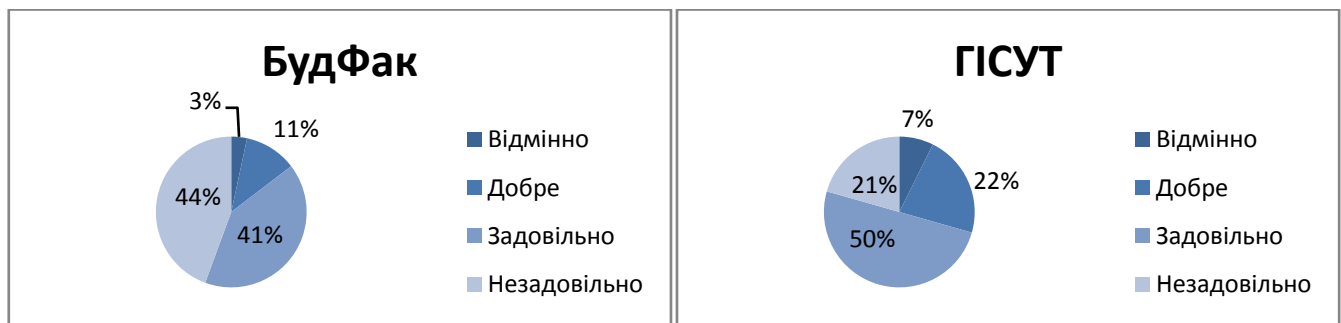 БудФак
3%
11%
44%
41%
Відмінно
Добре
Задовільно
Незадовільно
ГІСУТ
7%
22%
21%
50%
Відмінно
Добре
Задовільно
Незадовільно